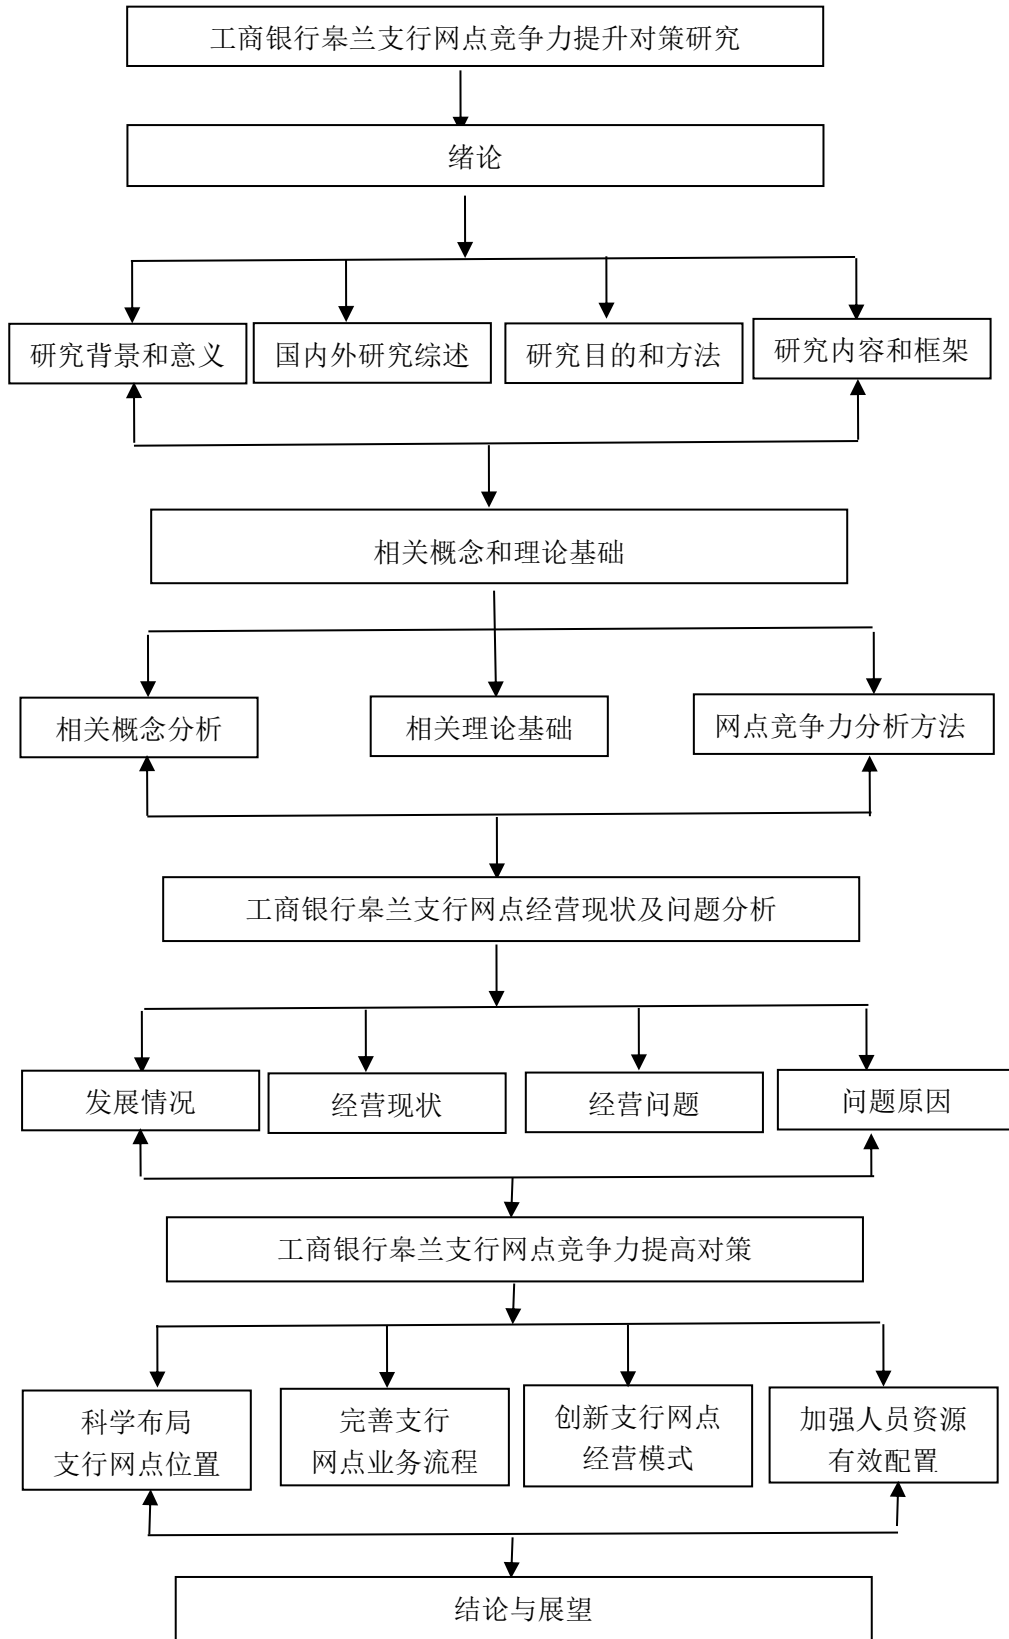 工商银行皋兰支行网点竞争力提升对策研究
绪论
研究背景和意义
国内外研究综述
研究目的和方法
研究内容和框架
相关概念和理论基础
相关概念分析
相关理论基础
网点竞争力分析方法
工商银行皋兰支行网点经营现状及问题分析
发展情况
经营现状
经营问题
问题原因
工商银行皋兰支行网点竞争力提高对策
科学布局
支行网点位置
完善支行
网点业务流程
创新支行网点
经营模式
加强人员资源
有效配置
结论与展望